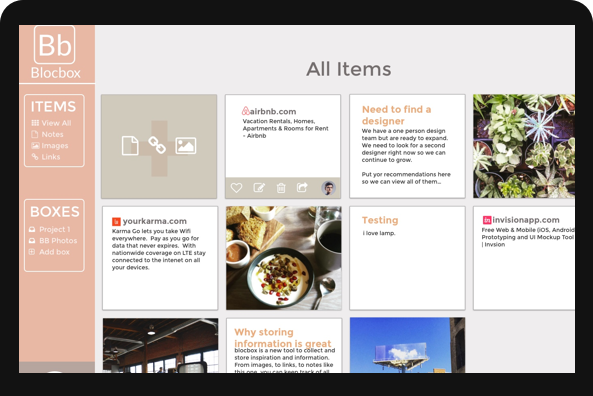 Bb
Blocbox
ITEMS
View All
Notes
Images
Links
BOXES
Project 1
BB Photos
Add box
All Items
airbnb.com
Vacation Rentals, Homes,
Apartments & Rooms for Rent
- Airbnb
Need to find a
designer
We have a one person design
team but are ready to expand.
We need to look for a second
designer right now so we can
continue to grow.
Put yor recommendations here
so we can view all of them...
yourkarma.com
Karma Go lets you take Wifi
everywhere. Pay as you go for
data that never expires. With
nationwide coverage on LTE stay
connected to the intenet on all
your devices.
Testing
i love lamp.
invisionapp.com
Free Web & Mobile (iOS, Android)
Prototyping and UI Mockup Tool
| Invsion
Why storing
information is great
blocbox is a new tool to collect and
store inspiration and information.
From images, to links, to notes like
this one, you can keep track of all